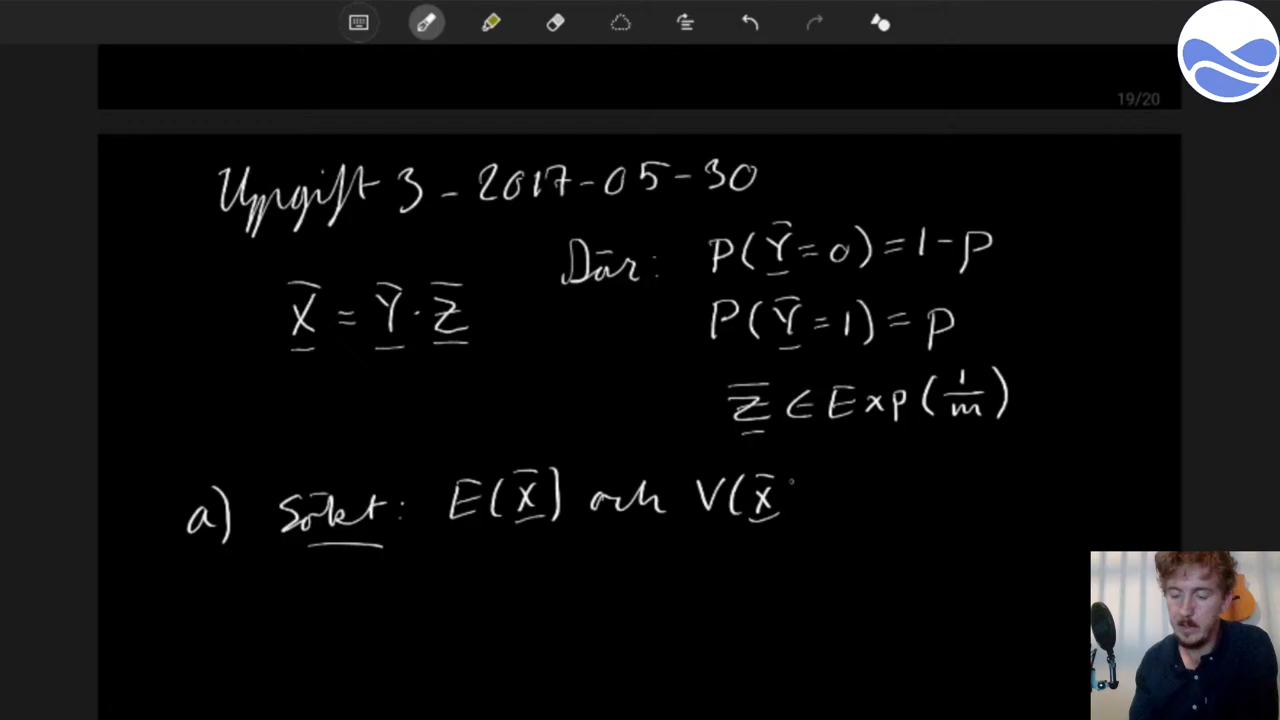 19/20
Uppgift 3 - 2017-05-30
Där: P(Y=0) = 1-p
X = Y · Z
P(Y=1) = p
Z ∈ Exp(1/m)
a) Sökt: E(X) och V(X